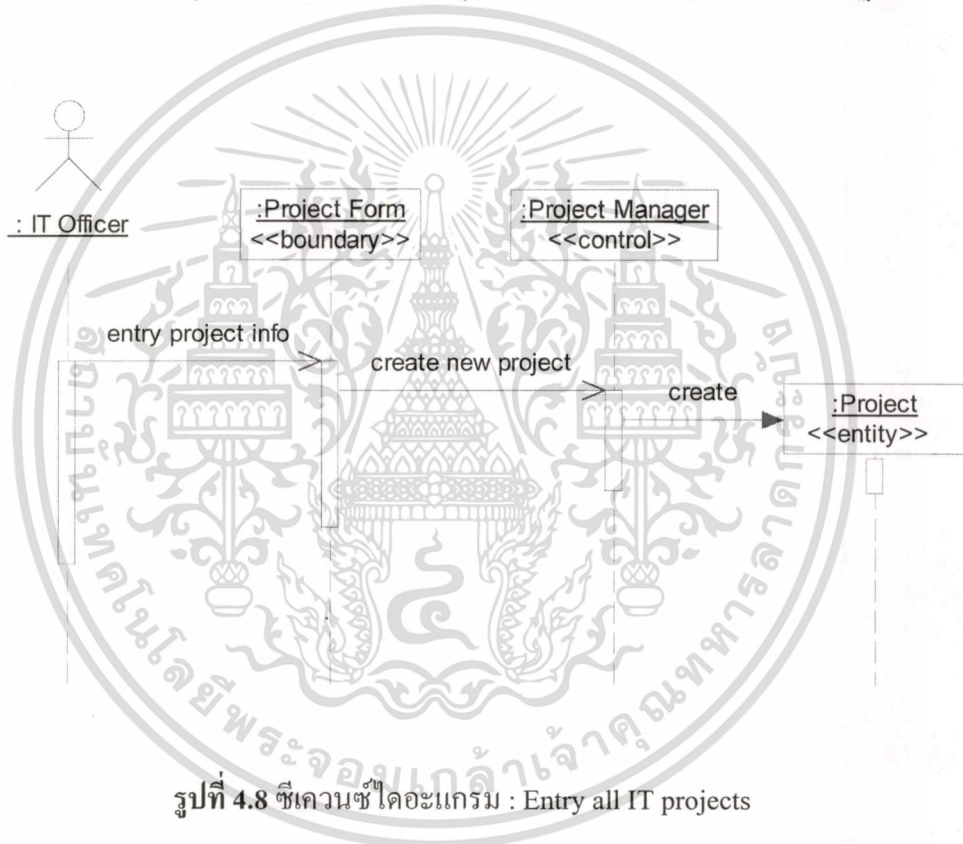 : IT Officer
:Project Form
<<boundary>>
:Project Manager
<<control>>
entry project info
create new project
create
:Project
<<entity>>
รูปที่ 4.8 ซีเควนซ์ไดอะแกรม : Entry all IT projects